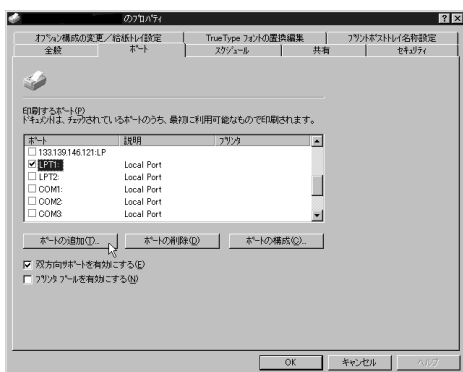 のプロパティ
オプション構成の変更／給紙トレイ設定 TrueType フォントの置換編集 プリントポストトレイ名称設定
全般 ポート スケジュール 共有 セキュリティ
印刷するポート(P)
ドキュメントは、チェックされているポートのうち、最初に利用可能なもので印刷されます。
ポート 説明 プリンタ
133.139.146.121:LP
LPT1: Local Port
LPT2: Local Port
COM1: Local Port
COM2: Local Port
COM3: Local Port
ポートの追加(T)... ポートの削除(D) ポートの構成(C)...
双方向サポートを有効にする(E)
プリンタ プールを有効にする(N)
OK キャンセル ヘルプ